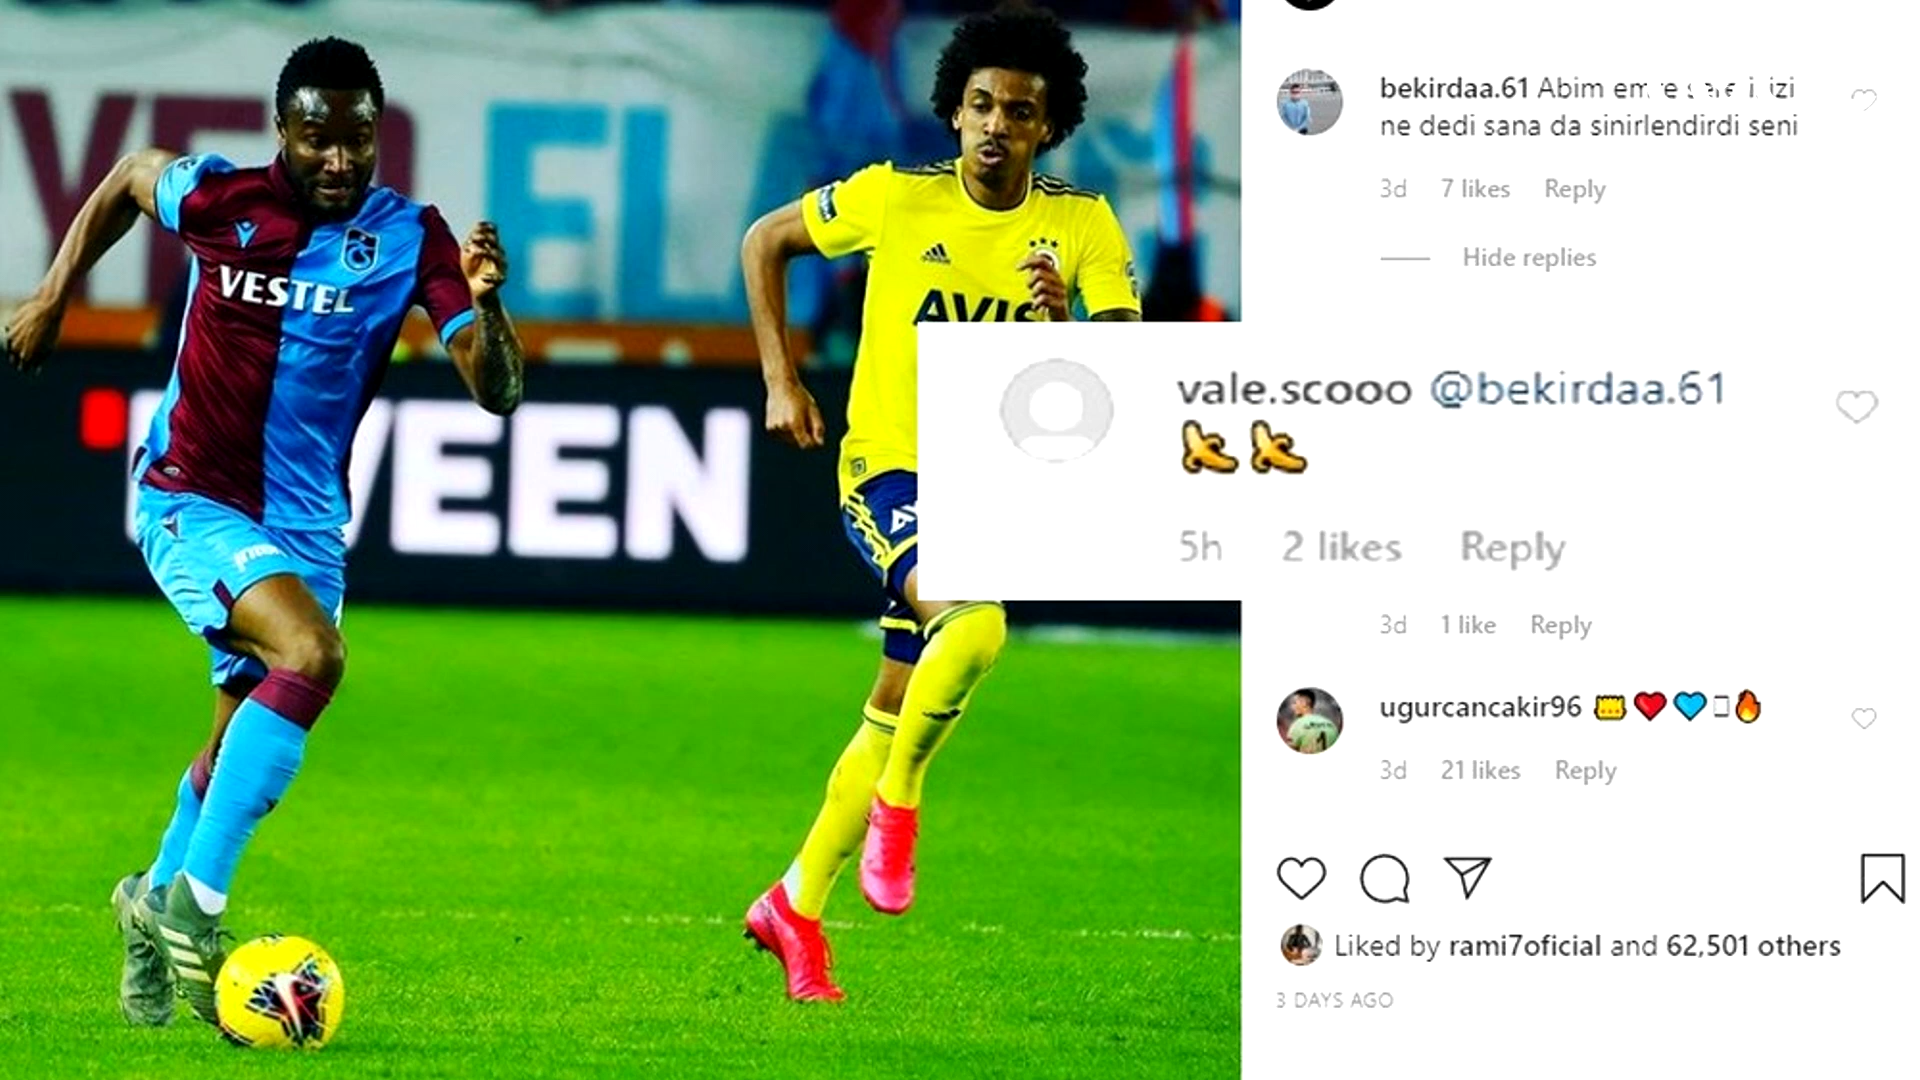 VESTEL
AVIS
VEEN
bekirdaa.61 Abim emre
ne dedi sana da sinirlendirdi seni
3d 7 likes Reply
Hide replies
vale.scooo @bekirdaa.61
🍌🍌
5h 2 likes Reply
3d 1 like Reply
ugurcancakir96 ❤️💙🔥
3d 21 likes Reply
Liked by rami7oficial and 62,501 others
3 DAYS AGO